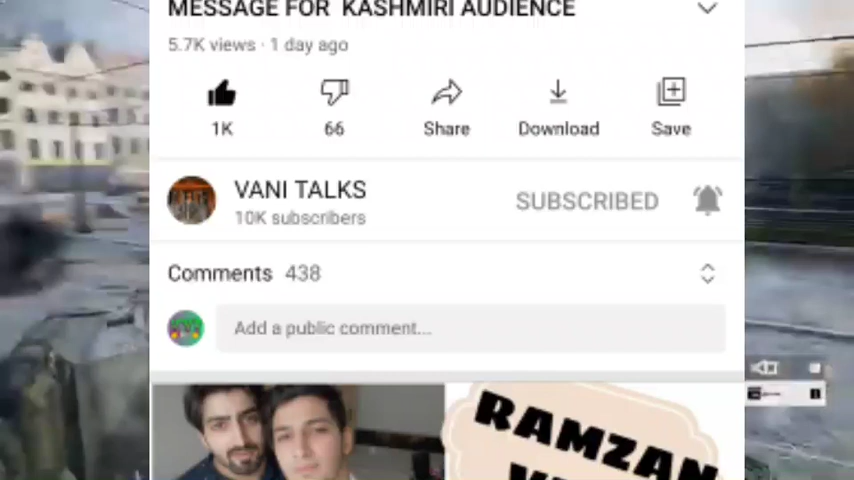 MESSAGE FOR KASHMIRI AUDIENCE
5.7K views · 1 day ago
1K
66
Share
Download
Save
VANI TALKS
10K subscribers
SUBSCRIBED
Comments 438
Add a public comment...
RAMZAN